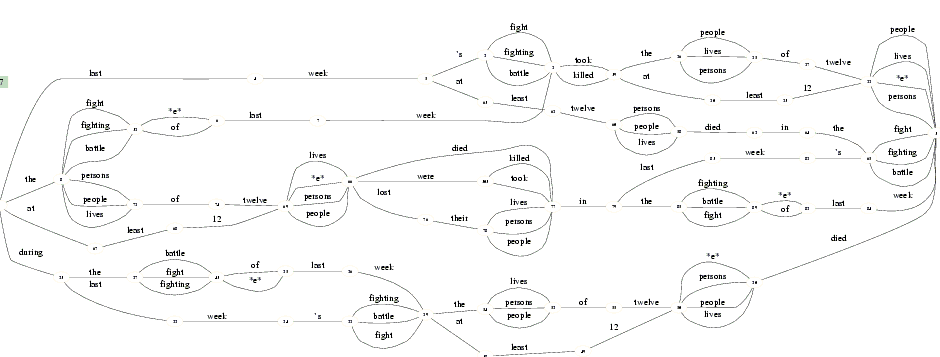 7
fight people people
's fighting took the lives of lives
last week battle killed persons twelve *e*
at at least 12 persons
least
fight *e* twelve persons died in the fight
fighting of last week people 's fighting
battle lives last week battle
the persons lives died
people of twelve *e* were killed
lives persons lost took in the fighting *e* last week
at people their lives battle of
least 12 persons fight
people
during battle died
the fight of last week *e*
last fighting *e* persons
fighting the lives of twelve people
week 's battle persons lives
fight at people 12
least